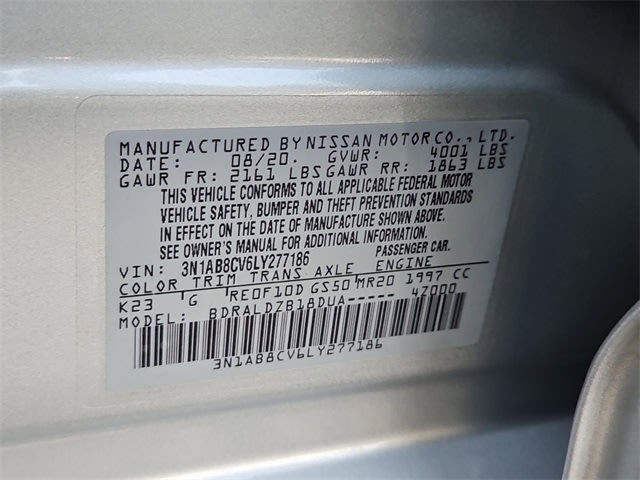 MANUFACTURED BY NISSAN MOTOR CO., LTD.
DATE: 08/20. GVWR: 4001 LBS
GAWR FR: 2161 LBS GAWR RR: 1863 LBS
THIS VEHICLE CONFORMS TO ALL APPLICABLE FEDERAL MOTOR
VEHICLE SAFETY, BUMPER AND THEFT PREVENTION STANDARDS
IN EFFECT ON THE DATE OF MANUFACTURE SHOWN ABOVE.
SEE OWNER'S MANUAL FOR ADDITIONAL INFORMATION.
VIN: 3N1AB8CV6LY277186 PASSENGER CAR.
COLOR TRIM TRANS AXLE ENGINE
K23 G RE0F10D GS50 MR20 1997 CC
MODEL: BDRALDZB18DUA----- 4Z000
3N1AB8CV6LY277186